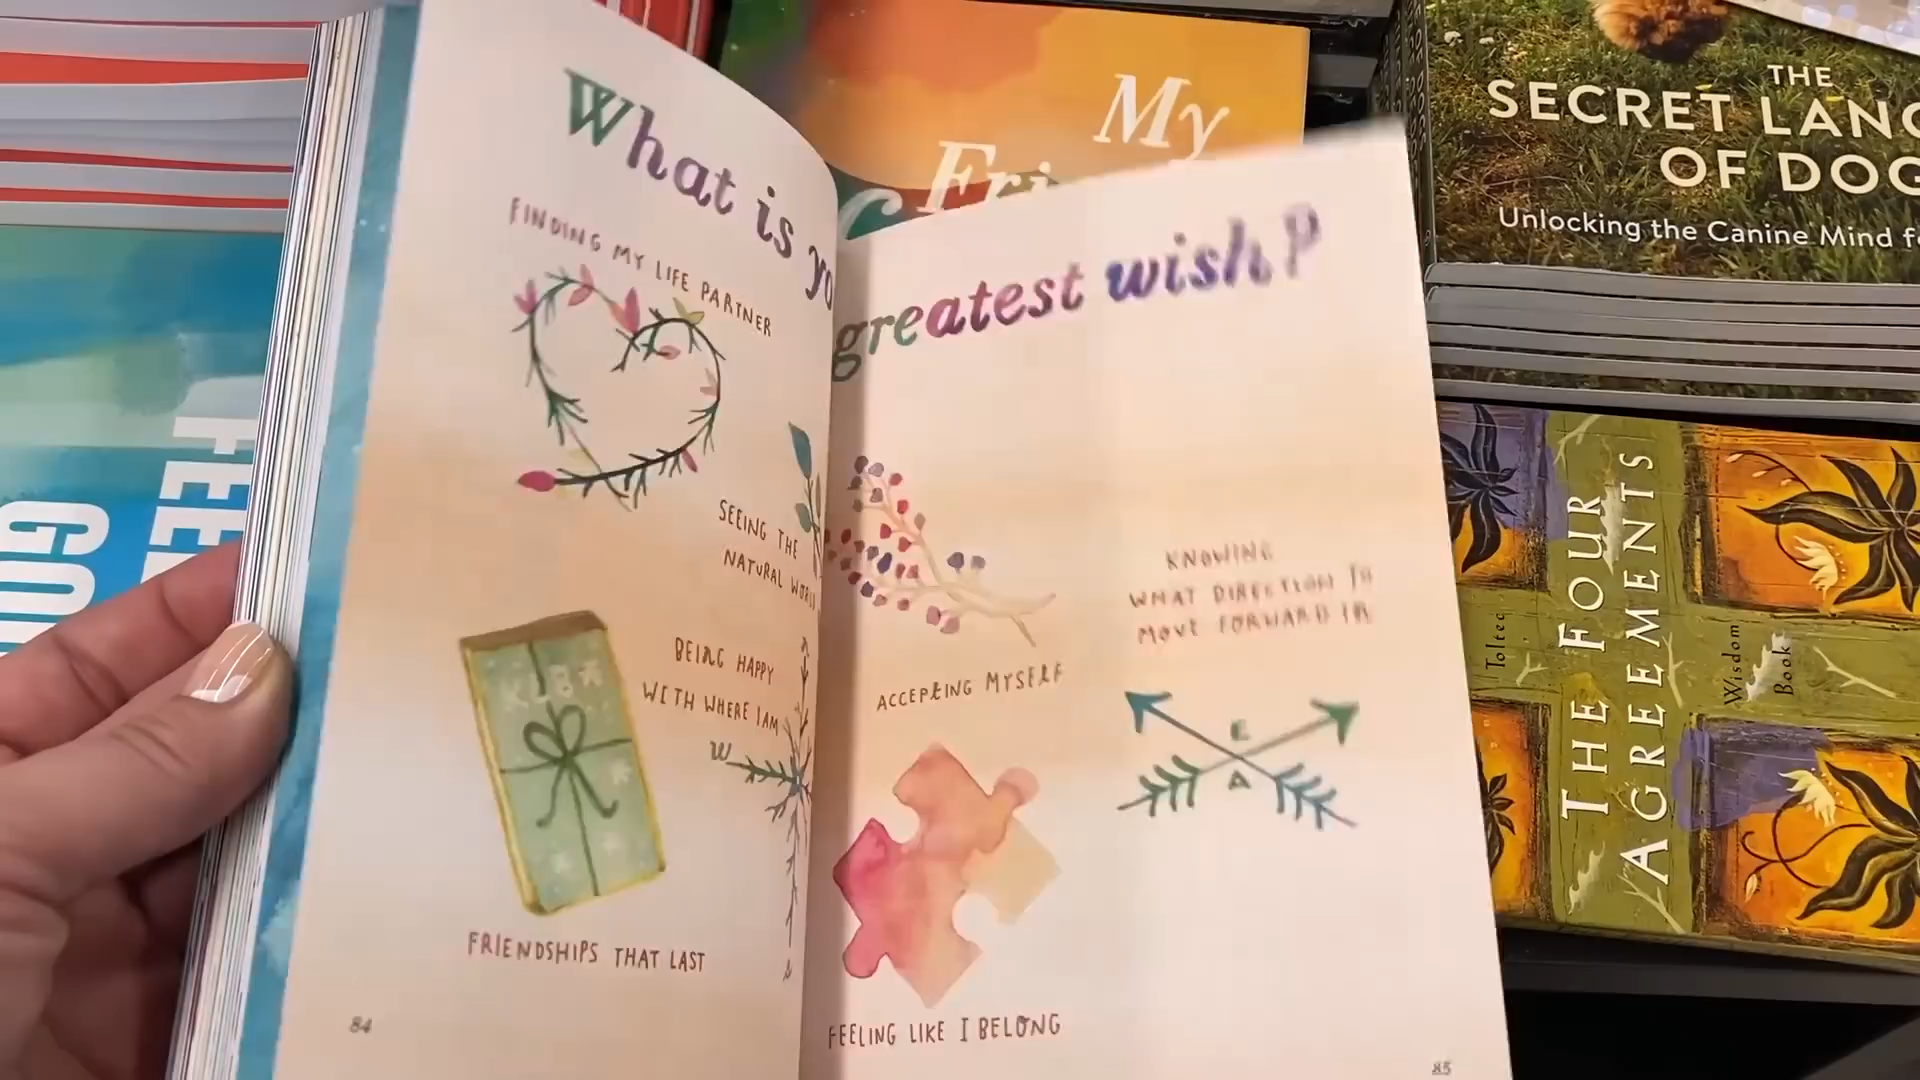 What is yo
greatest wish?
FINDING MY LIFE PARTNER
SEEING THE
NATURAL WORLD
BEING HAPPY
WITH WHERE I AM
W
E
S
FRIENDSHIPS THAT LAST
84
ACCEPTING MYSELF
KNOWING
WHAT DIRECTION TO
MOVE FORWARD IN
FEELING LIKE I BELONG
85
My
Fri
THE
SECRET LANG
OF DOG
Unlocking the Canine Mind f
THE FOUR
AGREEMENTS
Toltec
Wisdom
Book
FEE
GO